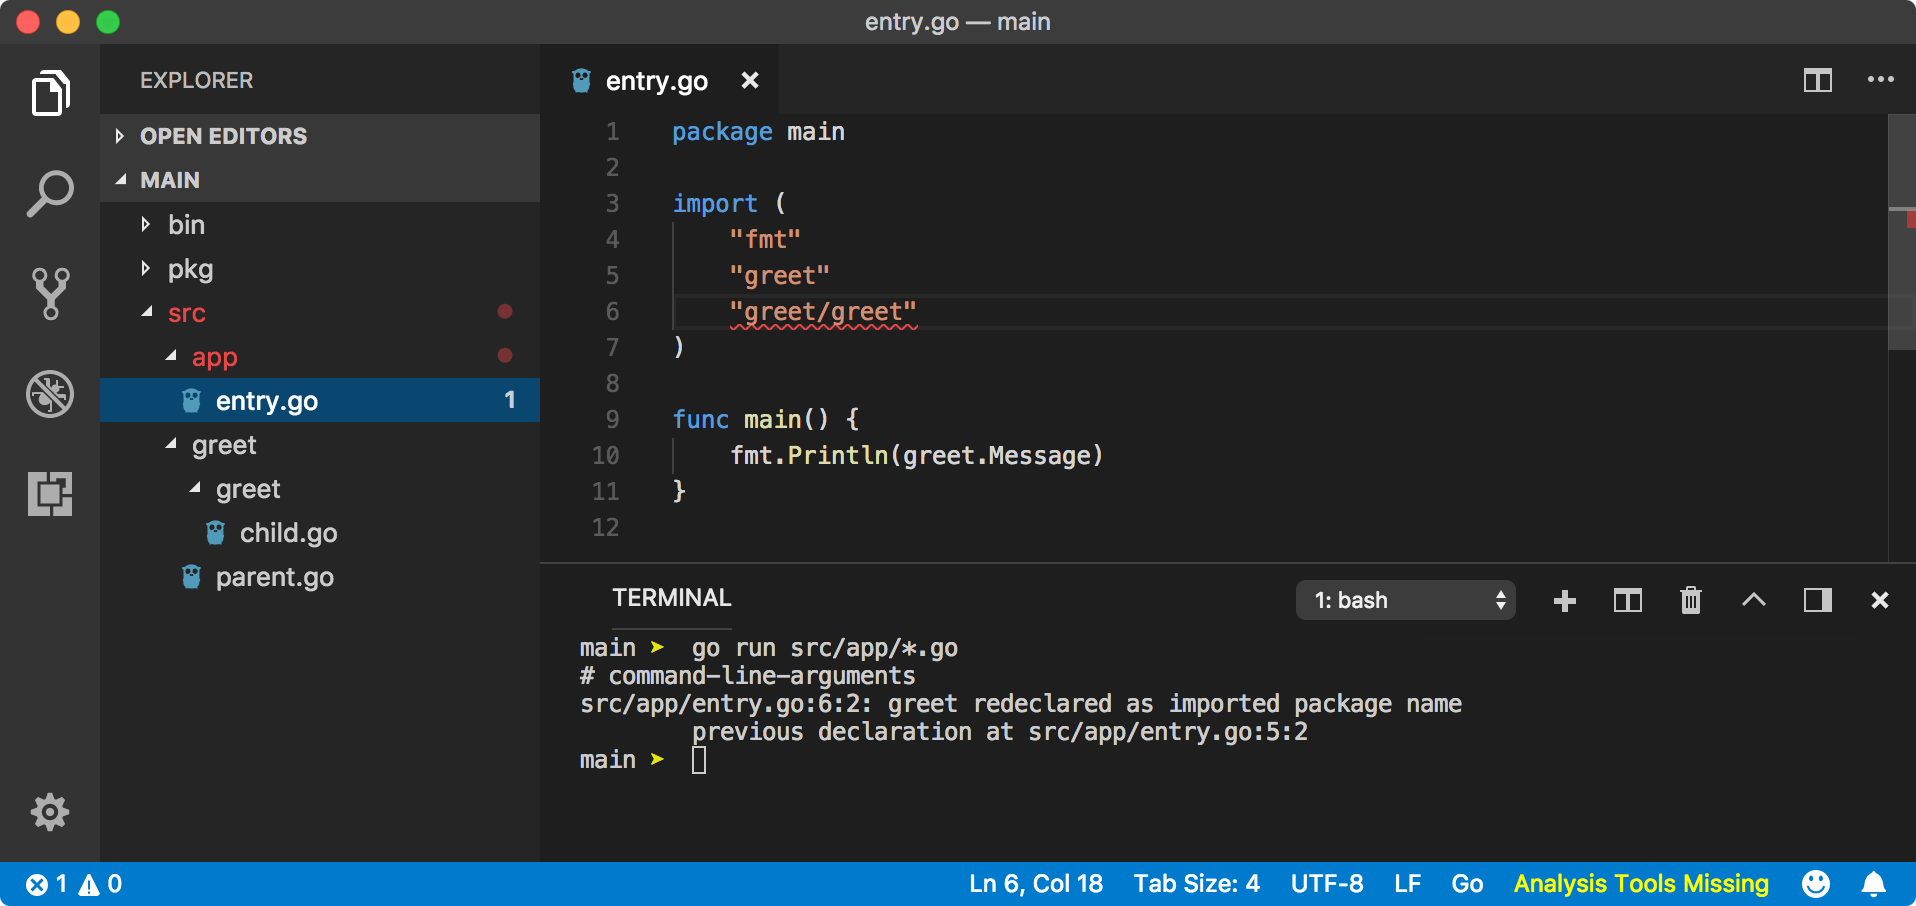 entry.go — main
EXPLORER
OPEN EDITORS
MAIN
bin
pkg
src
app
entry.go 1
greet
greet
child.go
parent.go
entry.go
1 package main
2
3 import (
4 "fmt"
5 "greet"
6 "greet/greet"
7 )
8
9 func main() {
10 fmt.Println(greet.Message)
11 }
12
TERMINAL
1: bash
main ➤ go run src/app/*.go
# command-line-arguments
src/app/entry.go:6:2: greet redeclared as imported package name
previous declaration at src/app/entry.go:5:2
main ➤
1 0 Ln 6, Col 18 Tab Size: 4 UTF-8 LF Go Analysis Tools Missing